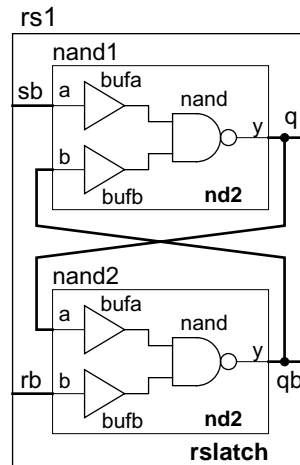 rs1
nand1
bufa
sb
a
nand
q
y
b
bufb
nd2
nand2
bufa
a
nand
y
rb
b
qb
bufb
nd2
rslatch